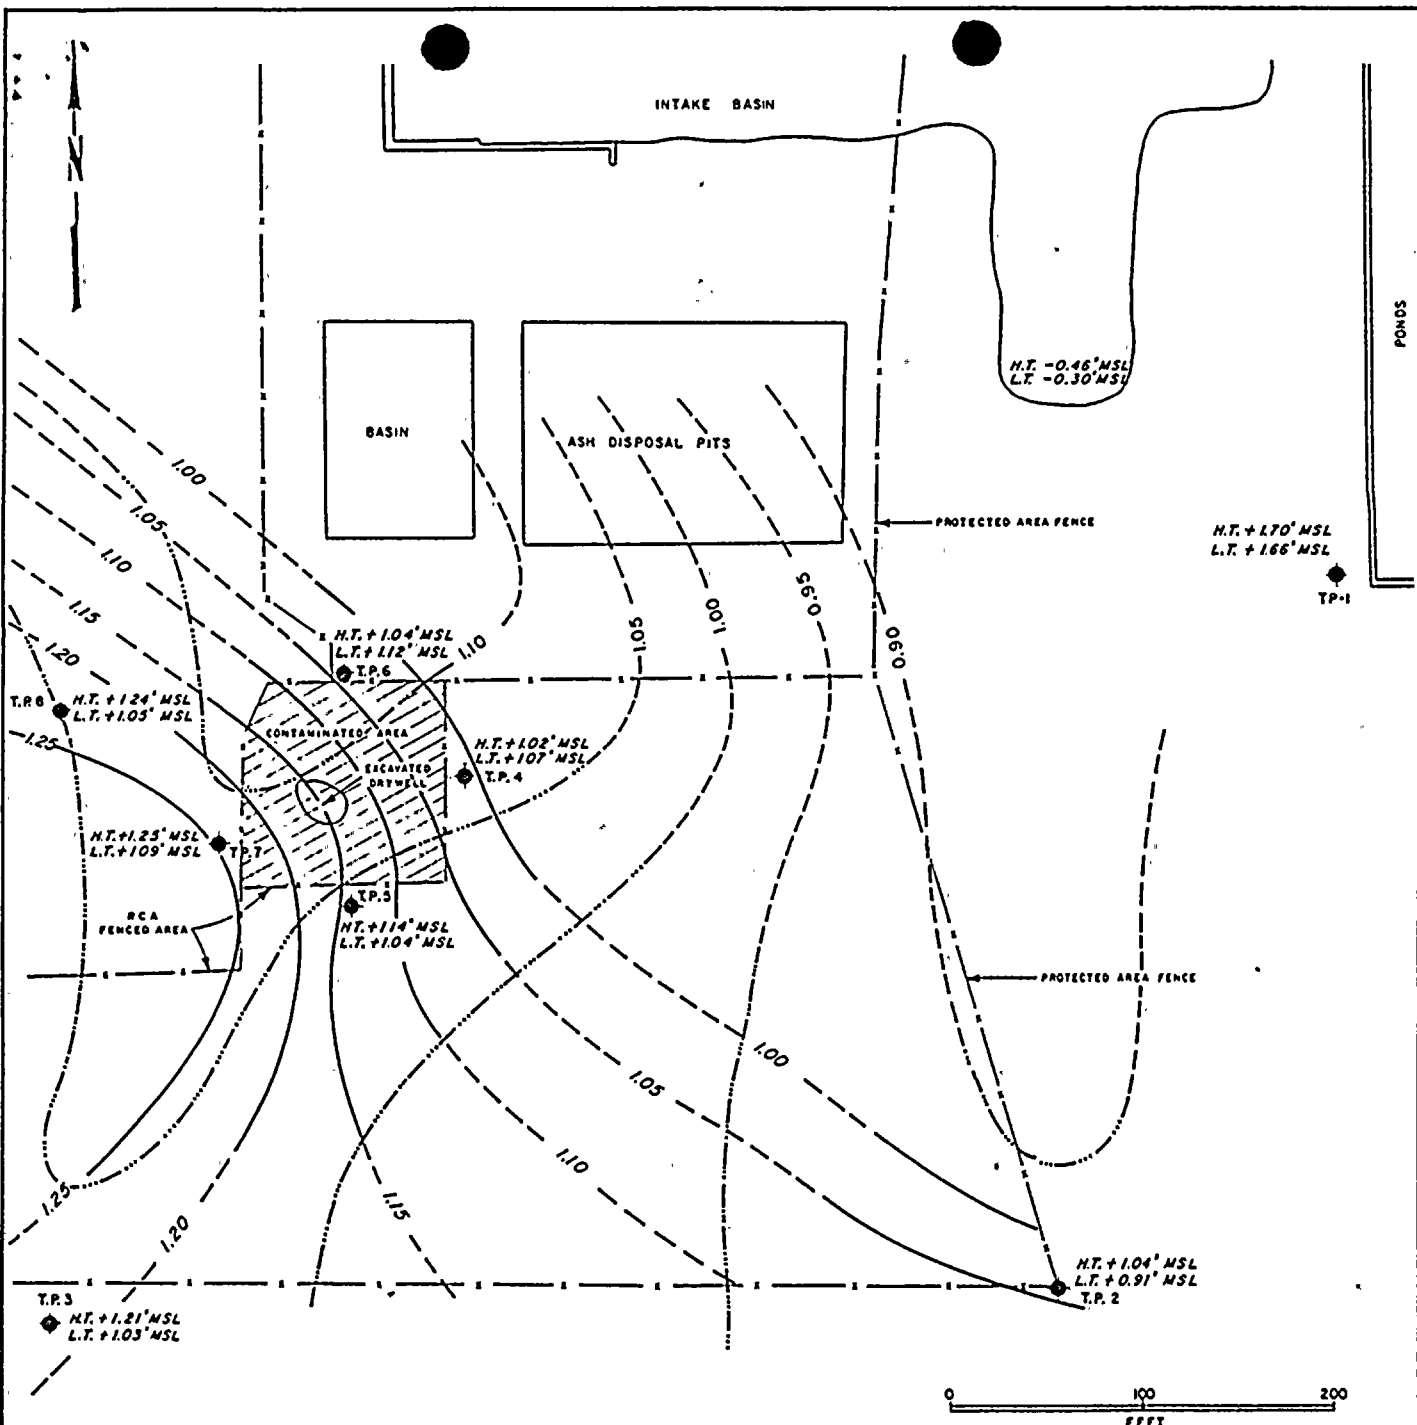 INTAKE BASIN
N
PONDS
H.T. -0.46' MSL
L.T. -0.30' MSL
BASIN
ASH DISPOSAL PITS
1.00
1.05
1.10
1.15
1.20
PROTECTED AREA FENCE
H.T. +1.70' MSL
L.T. +1.66' MSL
T.P.1
0.95
1.00
1.05
0.90
H.T. +1.04' MSL
L.T. +1.12' MSL
1.10
T.P.6
T.P.8
H.T. +1.24' MSL
L.T. +1.05' MSL
1.25
CONTAMINATED AREA
EXCAVATED
DRYWELL
H.T. +1.02' MSL
L.T. +1.07' MSL
T.P.4
H.T. +1.25' MSL
L.T. +1.09' MSL
T.P.7
T.P.5
H.T. +1.14' MSL
L.T. +1.04' MSL
RCA
FENCED AREA
PROTECTED AREA FENCE
1.00
1.05
1.10
1.15
1.25
1.20
H.T. +1.04' MSL
L.T. +0.91' MSL
T.P. 2
T.P.3
H.T. +1.21' MSL
L.T. +1.03' MSL
0 100 200
FEET